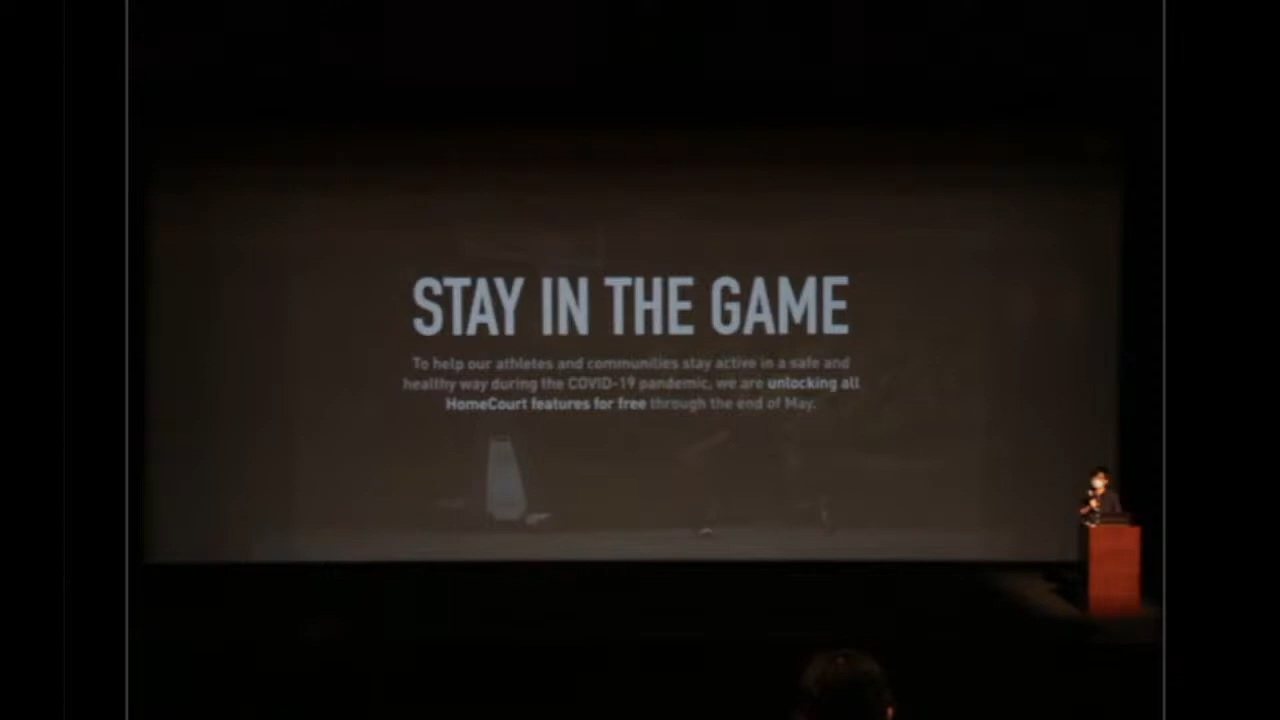 STAY IN THE GAME
To help our athletes and communities stay active in a safe and
healthy way during the COVID-19 pandemic, we are unlocking all
HomeCourt features for free through the end of May.